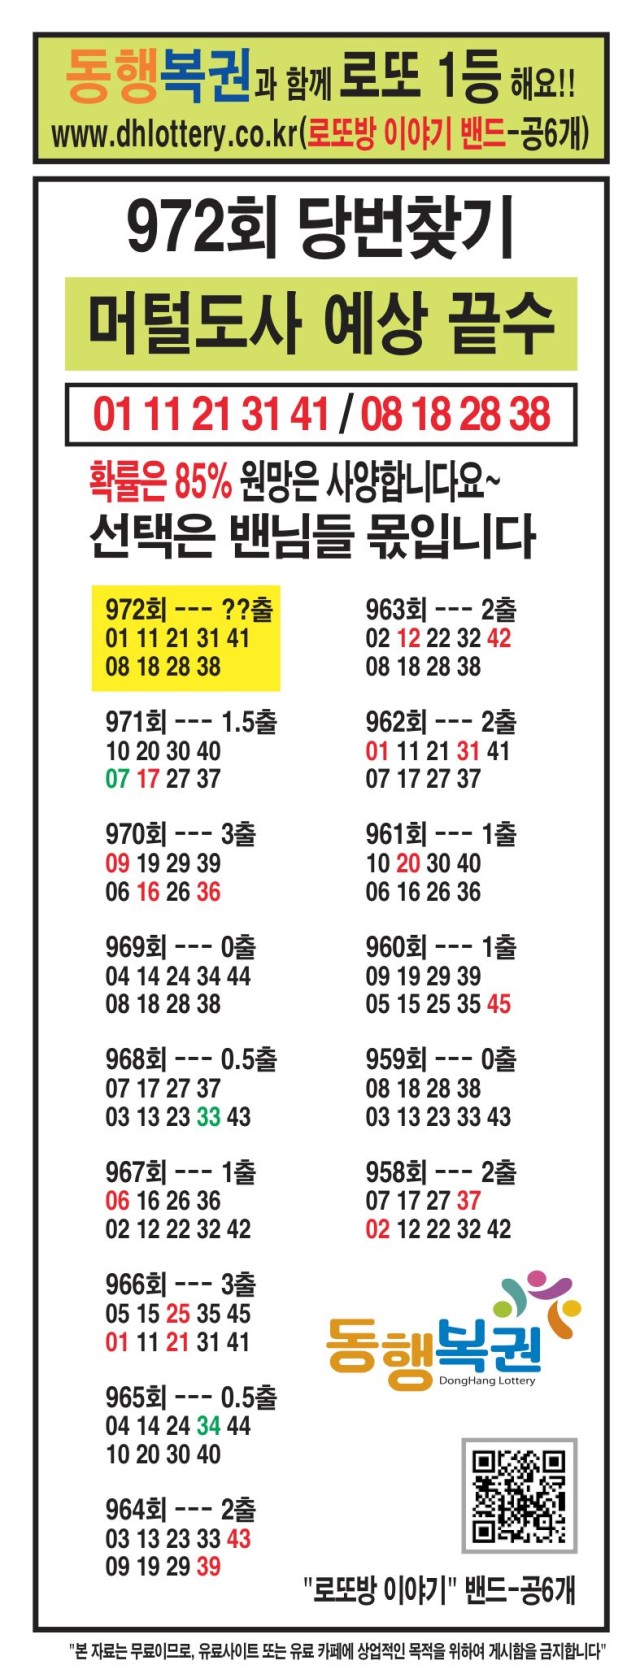 동행복권과 함께 로또 1등 해요!!
www.dhlottery.co.kr(로또방 이야기 밴드-공6개)
972회 당번찾기
머털도사 예상 끝수
01 11 21 31 41 / 08 18 28 38
확률은 85% 원망은 사양합니다요~
선택은 밴님들 몫입니다
972회 --- ??출
01 11 21 31 41
08 18 28 38
971회 --- 1.5출
10 20 30 40
07 17 27 37
970회 --- 3출
09 19 29 39
06 16 26 36
969회 --- 0출
04 14 24 34 44
08 18 28 38
968회 --- 0.5출
07 17 27 37
03 13 23 33 43
967회 --- 1출
06 16 26 36
02 12 22 32 42
966회 --- 3출
05 15 25 35 45
01 11 21 31 41
965회 --- 0.5출
04 14 24 34 44
10 20 30 40
964회 --- 2출
03 13 23 33 43
09 19 29 39
963회 --- 2출
02 12 22 32 42
08 18 28 38
962회 --- 2출
01 11 21 31 41
07 17 27 37
961회 --- 1출
10 20 30 40
06 16 26 36
960회 --- 1출
09 19 29 39
05 15 25 35 45
959회 --- 0출
08 18 28 38
03 13 23 33 43
958회 --- 2출
07 17 27 37
02 12 22 32 42
동행복권
DongHang Lottery
"로또방 이야기" 밴드-공6개
"본 자료는 무료이므로, 유료사이트 또는 유료 카페에 상업적인 목적을 위하여 게시함을 금지합니다"